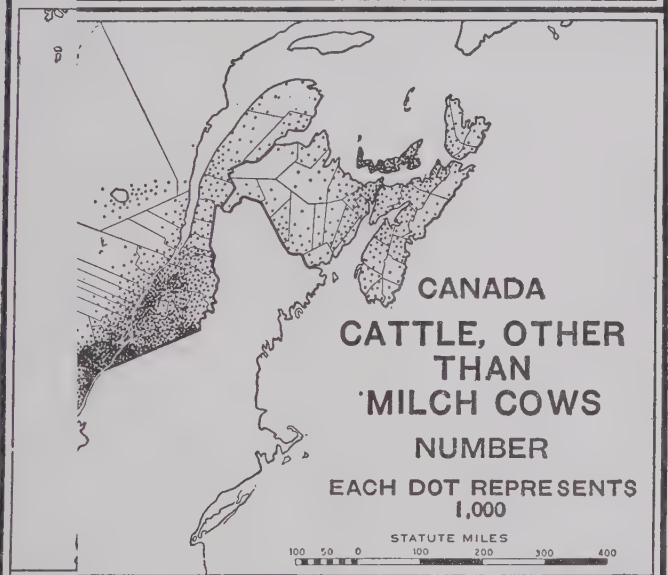 CANADA
CATTLE, OTHER
THAN
MILCH COWS
NUMBER
EACH DOT REPRESENTS
1,000
STATUTE MILES
100 50 0 100 200 300 400